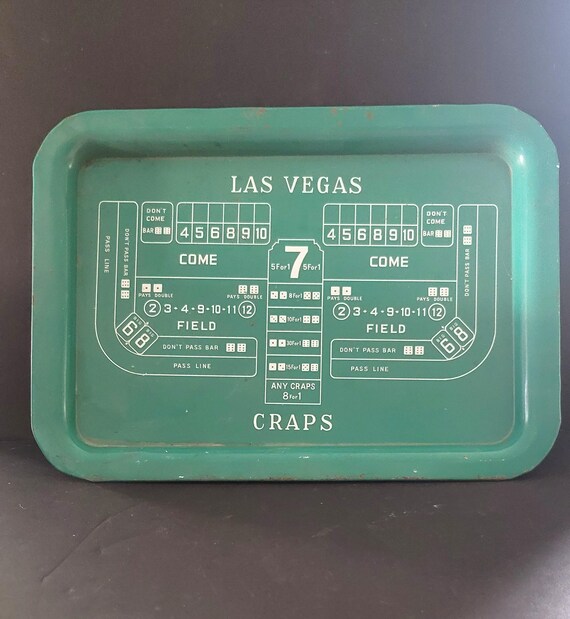 LAS VEGAS
DON'T COME
BAR
4 5 6 8 9 10
4 5 6 8 9 10
DON'T COME
BAR
PASS LINE
DON'T PASS BAR
COME
5 For 1 7 5 For 1
COME
DON'T PASS BAR
PAYS DOUBLE
PAYS DOUBLE
2 3-4-9-10-11 12
FIELD
8 For 1
10 For 1
30 For 1
15 For 1
ANY CRAPS
8 For 1
PAYS DOUBLE
PAYS DOUBLE
2 3-4-9-10-11 12
FIELD
BIG 6
BIG 8
DON'T PASS BAR
PASS LINE
BIG 6
BIG 8
DON'T PASS BAR
PASS LINE
CRAPS